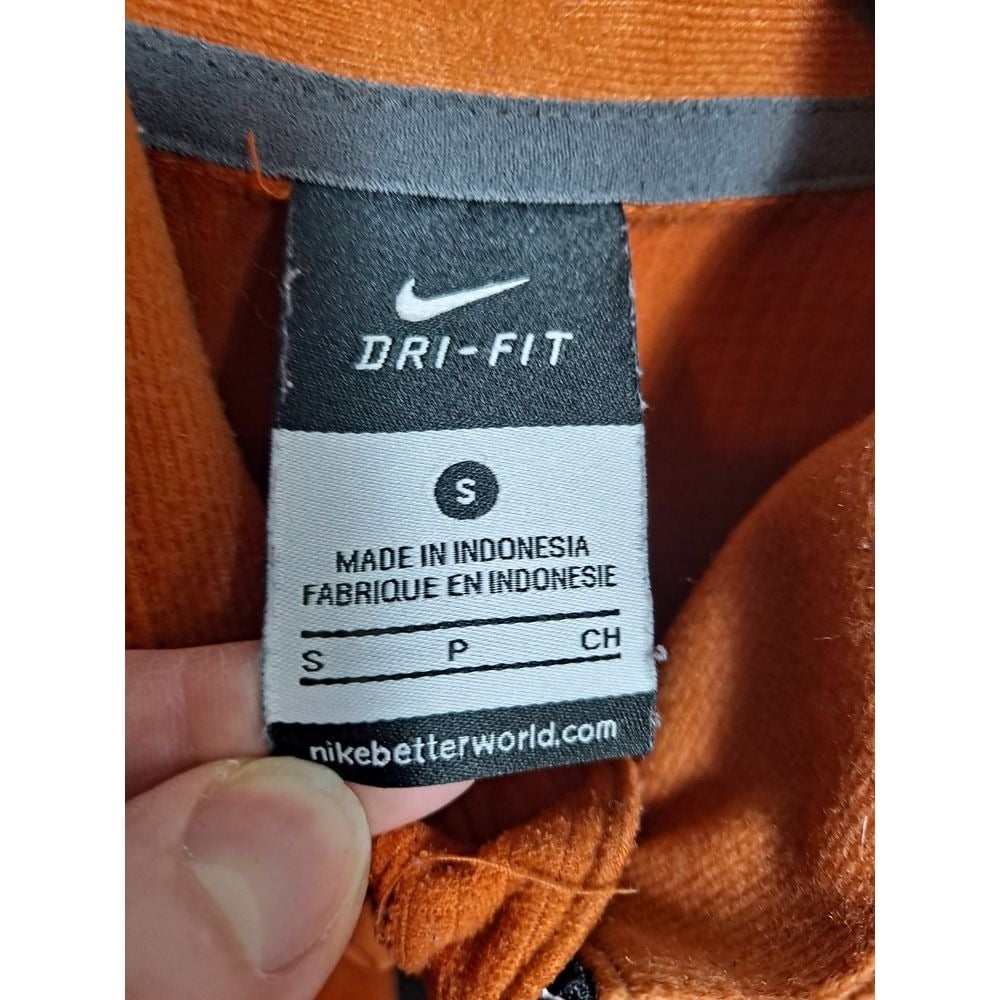 DRI-FIT
S
MADE IN INDONESIA
FABRIQUE EN INDONESIE
S P CH
nikebetterworld.com